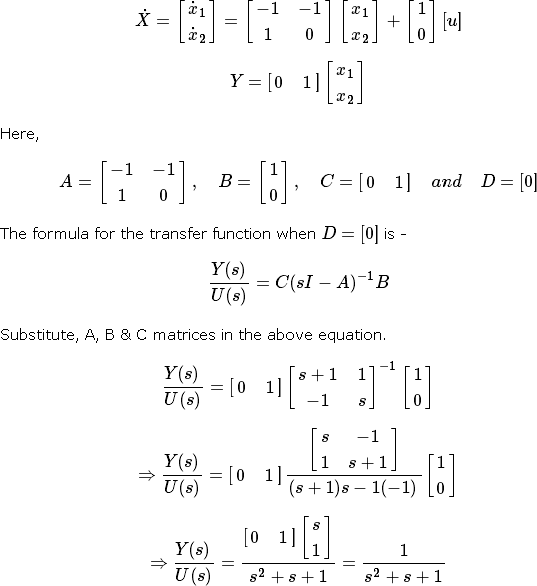 $$\dot{X} = \begin{bmatrix} \dot{x}_1 \\ \dot{x}_2 \end{bmatrix} = \begin{bmatrix} -1 & -1 \\ 1 & 0 \end{bmatrix} \begin{bmatrix} x_1 \\ x_2 \end{bmatrix} + \begin{bmatrix} 1 \\ 0 \end{bmatrix} [u]$$
$$Y = \begin{bmatrix} 0 & 1 \end{bmatrix} \begin{bmatrix} x_1 \\ x_2 \end{bmatrix}$$
Here,
$$A = \begin{bmatrix} -1 & -1 \\ 1 & 0 \end{bmatrix}, \quad B = \begin{bmatrix} 1 \\ 0 \end{bmatrix}, \quad C = \begin{bmatrix} 0 & 1 \end{bmatrix} \quad and \quad D = [0]$$
The formula for the transfer function when $D = [0]$ is -
$$\frac{Y(s)}{U(s)} = C(sI - A)^{-1}B$$
Substitute, A, B & C matrices in the above equation.
$$\frac{Y(s)}{U(s)} = \begin{bmatrix} 0 & 1 \end{bmatrix} \begin{bmatrix} s+1 & 1 \\ -1 & s \end{bmatrix}^{-1} \begin{bmatrix} 1 \\ 0 \end{bmatrix}$$
$$\Rightarrow \frac{Y(s)}{U(s)} = \begin{bmatrix} 0 & 1 \end{bmatrix} \frac{\begin{bmatrix} s & -1 \\ 1 & s+1 \end{bmatrix}}{(s+1)s - 1(-1)} \begin{bmatrix} 1 \\ 0 \end{bmatrix}$$
$$\Rightarrow \frac{Y(s)}{U(s)} = \frac{\begin{bmatrix} 0 & 1 \end{bmatrix} \begin{bmatrix} s \\ 1 \end{bmatrix}}{s^2 + s + 1} = \frac{1}{s^2 + s + 1}$$